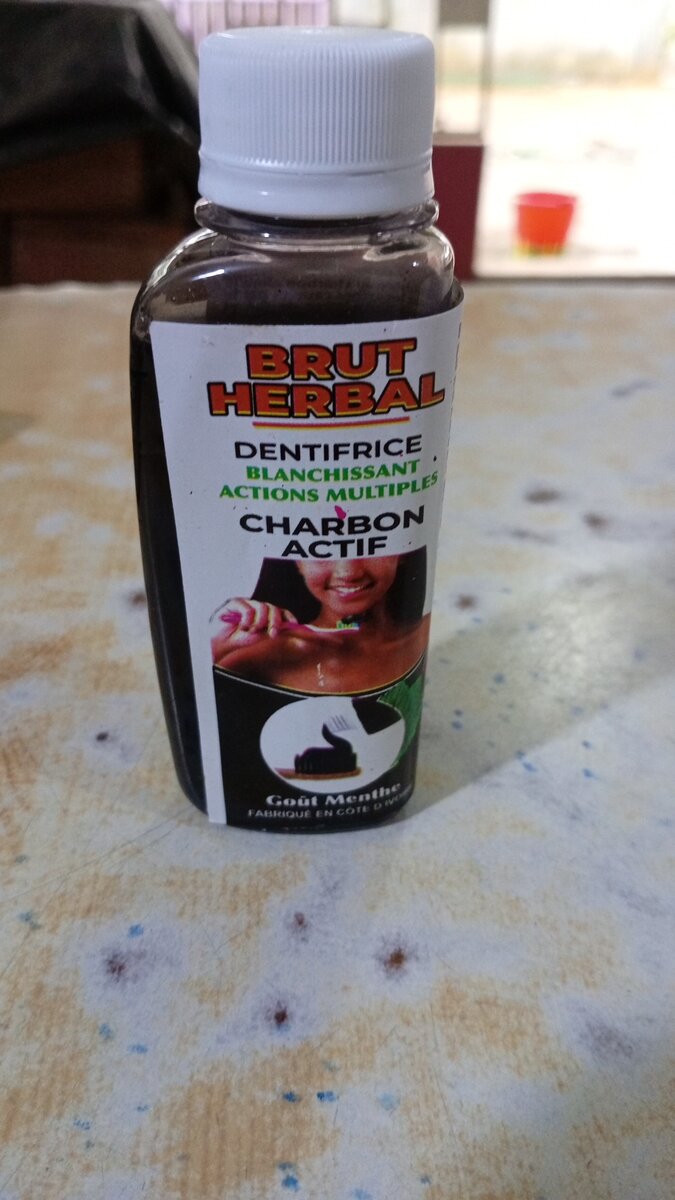 BRUT
HERBAL
DENTIFRICE
BLANCHISSANT
ACTIONS MULTIPLES
CHARBON
ACTIF
Goût Menthe
FABRIQUÉ EN CÔTE D'IVOIRE